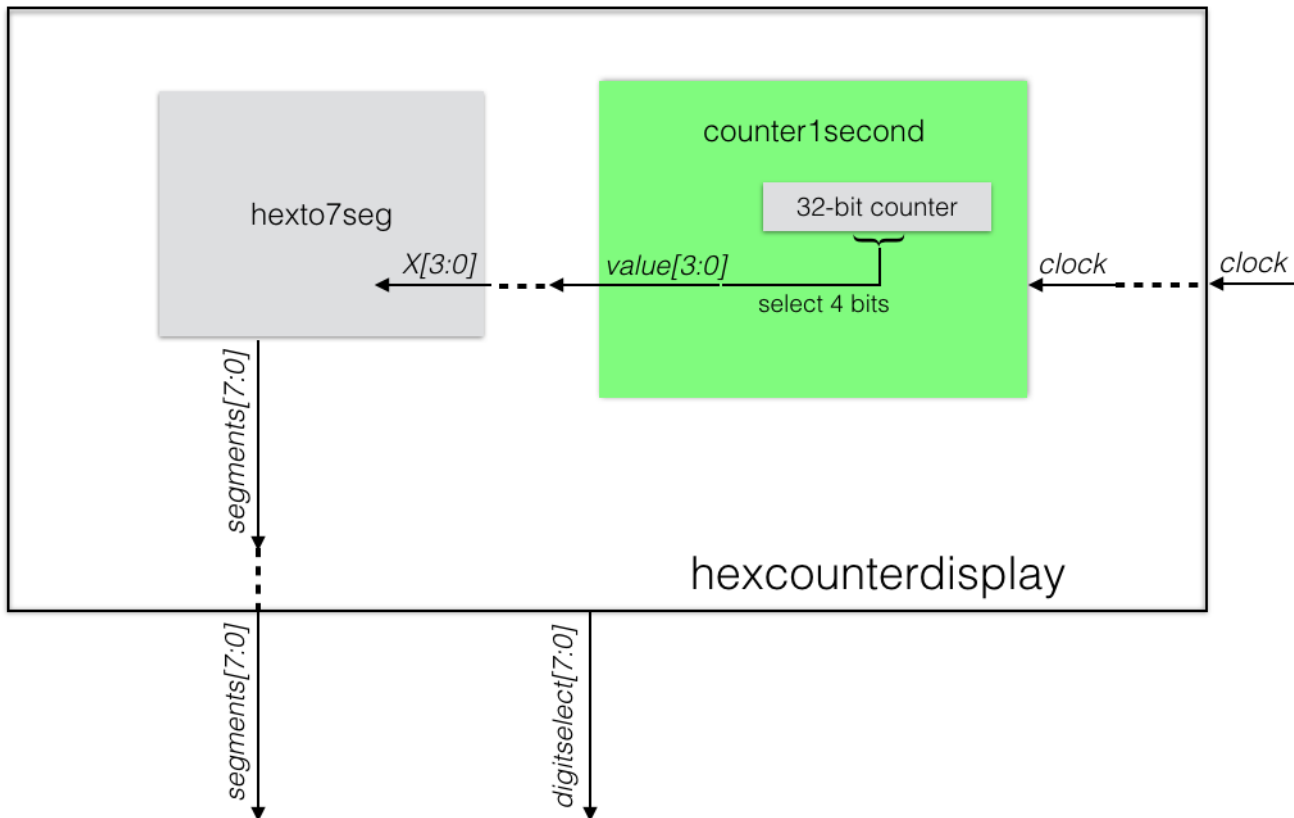 counter1second
hexto7seg
32-bit counter
X[3:0]
value[3:0]
clock
clock
select 4 bits
segments[7:0]
hexcounterdisplay
segments[7:0]
digitselect[7:0]